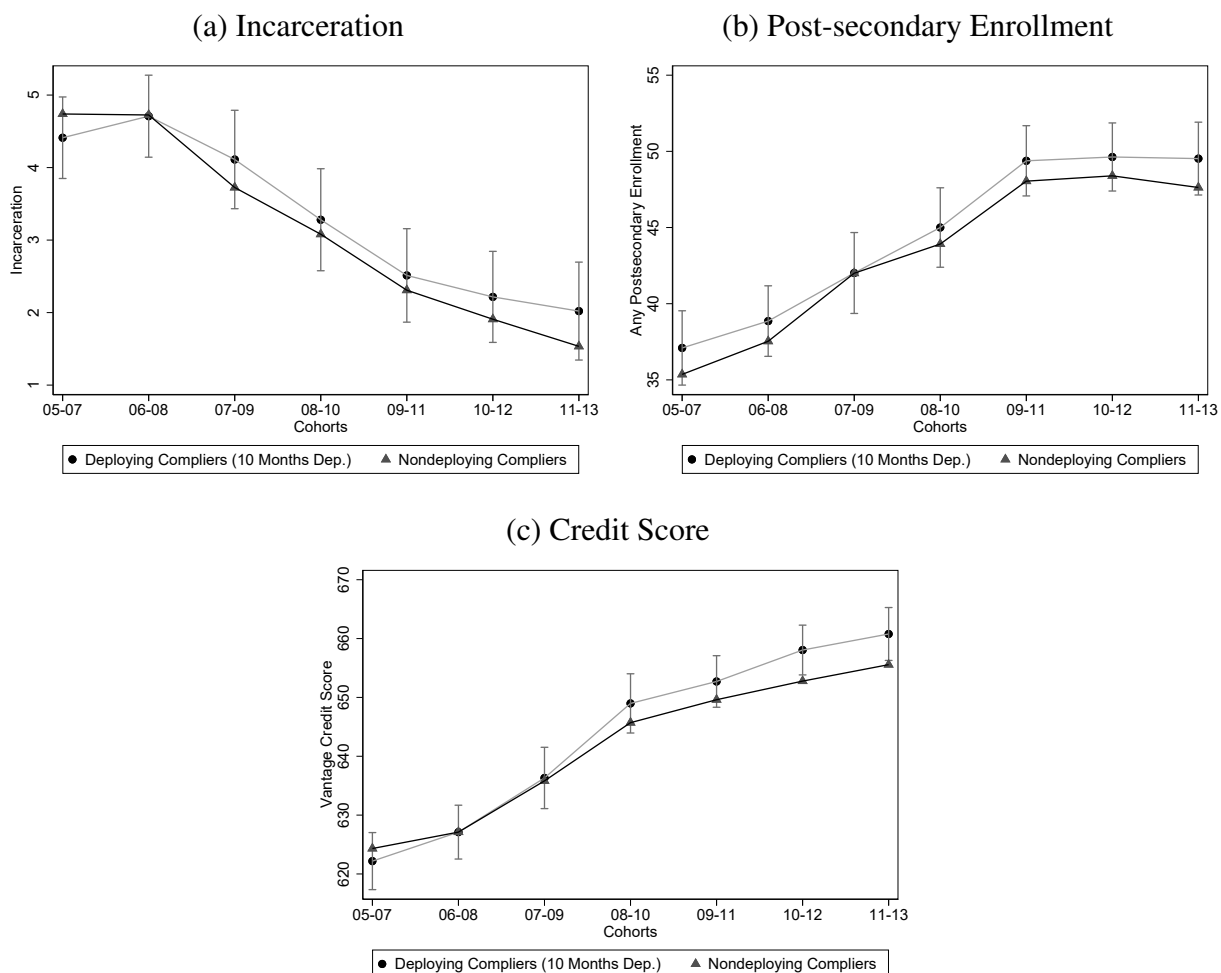 (a) Incarceration
Incarceration
5
4
3
2
1
05-07 06-08 07-09 08-10 09-11 10-12 11-13
Cohorts
Deploying Compliers (10 Months Dep.) Nondeploying Compliers
(b) Post-secondary Enrollment
Any Postsecondary Enrollment
55
50
45
40
35
05-07 06-08 07-09 08-10 09-11 10-12 11-13
Cohorts
Deploying Compliers (10 Months Dep.) Nondeploying Compliers
(c) Credit Score
Vantage Credit Score
670
660
650
640
630
620
05-07 06-08 07-09 08-10 09-11 10-12 11-13
Cohorts
Deploying Compliers (10 Months Dep.) Nondeploying Compliers